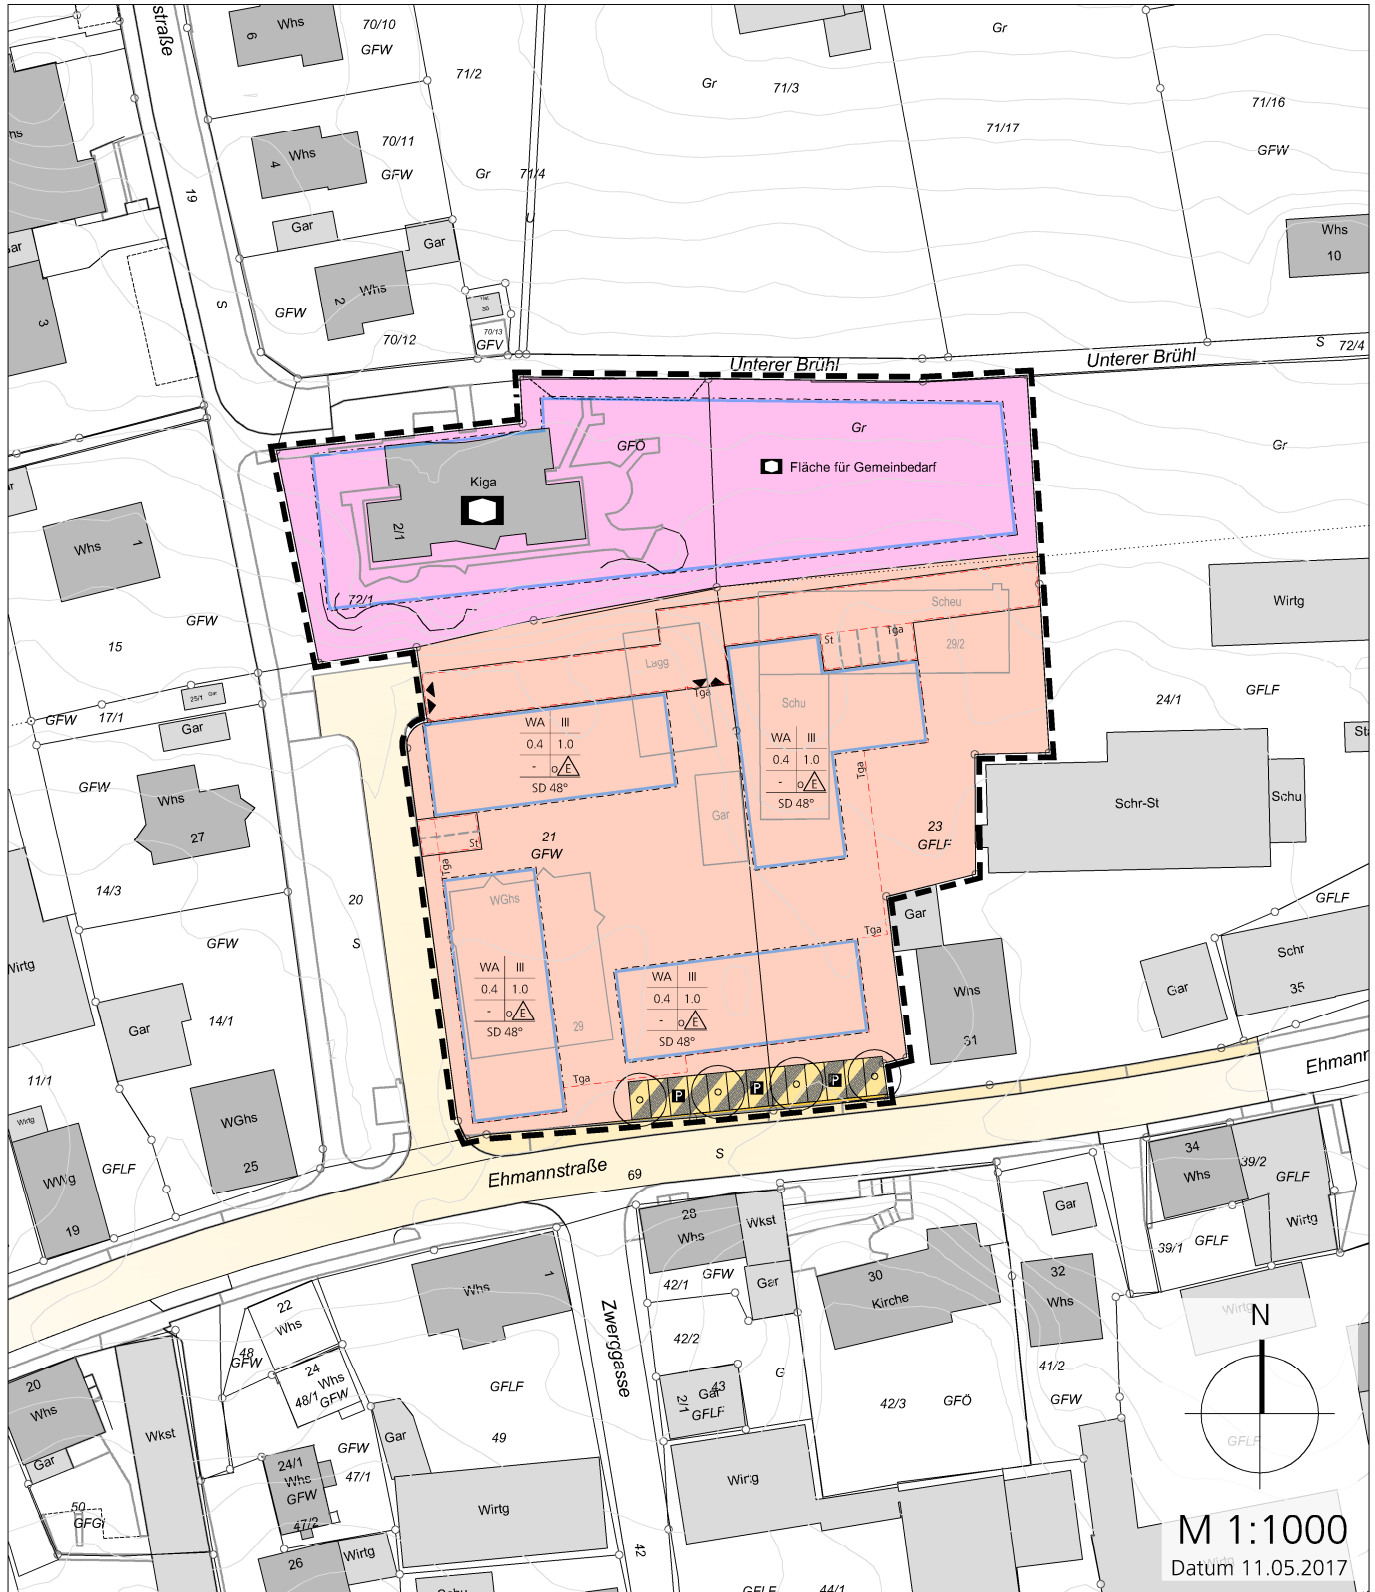 straße
6
Whs
70/10
GFW
71/2
Gr
71/3
Gr
71/17
71/16
GFW
4
Whs
70/11
GFW
Gr
71/4
U
19
Gar
Gar
S
2
Whs
GFW
70/12
70/13
GFV
3
Whs
10
Unterer Brühl
Unterer Brühl
S
72/4
GFÖ
Gr
Fläche für Gemeinbedarf
Gr
Kiga
2/1
72/1
Whs
1
GFW
15
Scheu
29/2
St
Tga
Lagg
Tga
Schu
Wirtg
24/1
GFLF
GFW
17/1
25/1
Gar
Gar
WA III
0.4 1.0
- o E
SD 48°
WA III
0.4 1.0
- o E
SD 48°
Tga
GFW
Whs
27
Gar
Schr-St
Schu
St
21
GFW
23
GFLF
Tga
14/3
20
S
GFW
WGhs
Gar
GFLF
Tga
Wirtg
WA III
0.4 1.0
- o E
SD 48°
WA III
0.4 1.0
- o E
SD 48°
29
Whs
31
Gar
Schr
35
Gar
14/1
11/1
Tga
P
P
P
Wirtg
WGhs
25
GFLF
WWg
19
Ehmannstraße
69
S
Ehmann
34
Whs
39/2
GFLF
Wirtg
39/1
GFLF
28
Whs
Wkst
Gar
42/1
GFW
Gar
30
Kirche
32
Whs
Whs
1
22
Whs
48
GFW
24
Whs
48/1
GFW
Zwerggasse
42/2
G
Gar
43
2/1
GFLF
42/3
GFÖ
41/2
GFW
Wirtg
N
GFLF
20
Whs
Gar
Wkst
GFLF
49
Gar
GFW
47/1
24/1
Whs
GFW
47/2
50
GFGI
26
Wirtg
Wirtg
Wirtg
42
GFLF
44/1
M 1:1000
Datum 11.05.2017